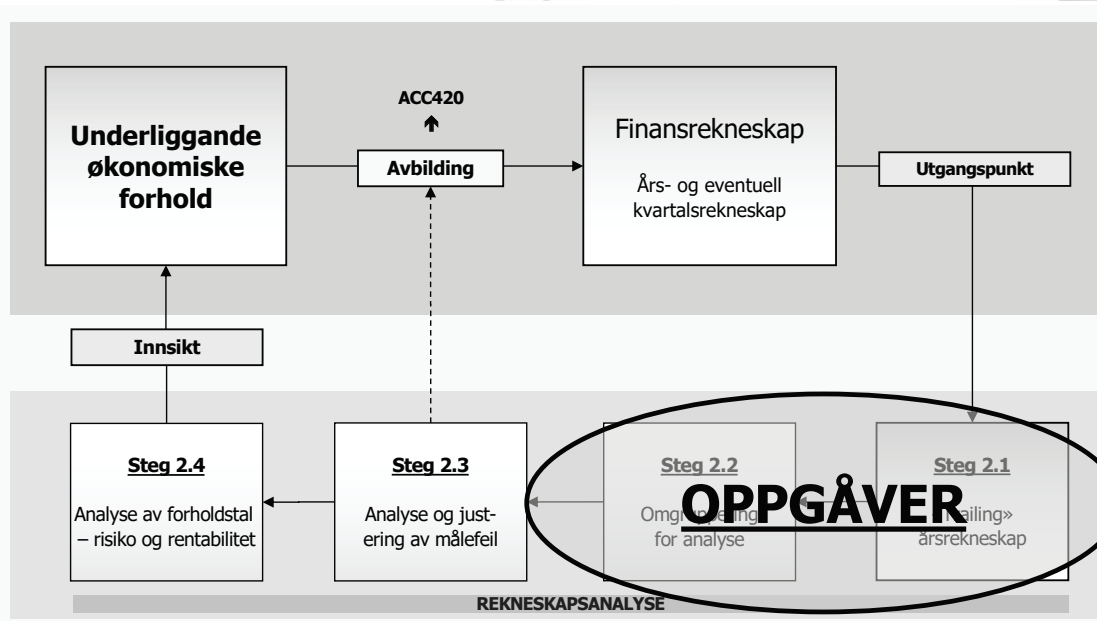 Underliggande
økonomiske
forhold
ACC420
Avbilding
Finansrekneskap
Års- og eventuell
kvartalsrekneskap
Utgangspunkt
Innsikt
Steg 2.4
Analyse av forholdstal
– risiko og rentabilitet
Steg 2.3
Analyse og just-
ering av målefeil
Steg 2.2
Omgruppering
for analyse
Steg 2.1
årsrekneskap
OPPGÅVER
REKNESKAPSANALYSE